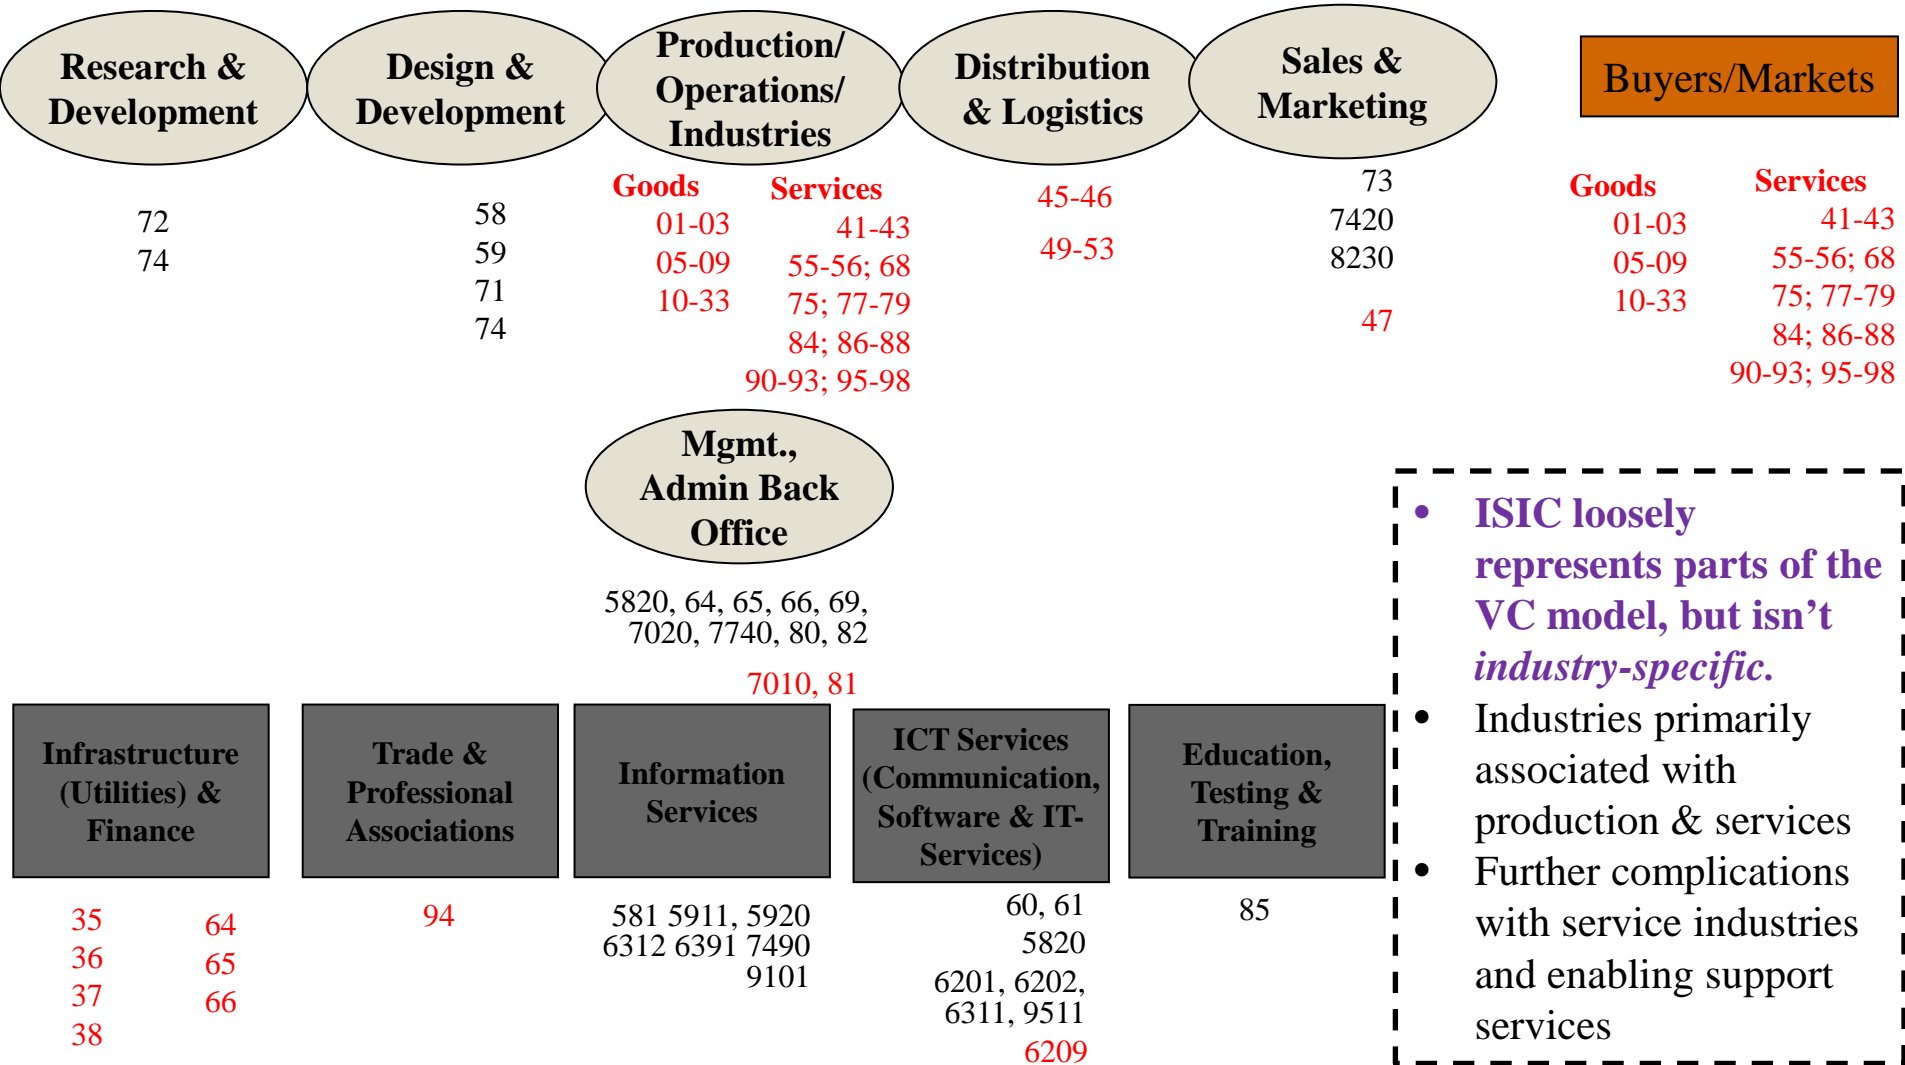 Research &
Development
Design &
Development
Production/
Operations/
Industries
Distribution
& Logistics
Sales &
Marketing
Buyers/Markets
72
74
58
59
71
74
Goods
01-03
05-09
10-33
Services
41-43
55-56; 68
75; 77-79
84; 86-88
90-93; 95-98
45-46
49-53
73
7420
8230
47
Goods
01-03
05-09
10-33
Services
41-43
55-56; 68
75; 77-79
84; 86-88
90-93; 95-98
Mgmt.,
Admin Back
Office
5820, 64, 65, 66, 69,
7020, 7740, 80, 82
7010, 81
Infrastructure
(Utilities) &
Finance
Trade &
Professional
Associations
Information
Services
ICT Services
(Communication,
Software & IT-
Services)
Education,
Testing &
Training
35
36
37
38
64
65
66
94
581 5911, 5920
6312 6391 7490
9101
60, 61
5820
6201, 6202,
6311, 9511
6209
85
• ISIC loosely
represents parts of the
VC model, but isn’t
industry-specific.
• Industries primarily
associated with
production & services
• Further complications
with service industries
and enabling support
services